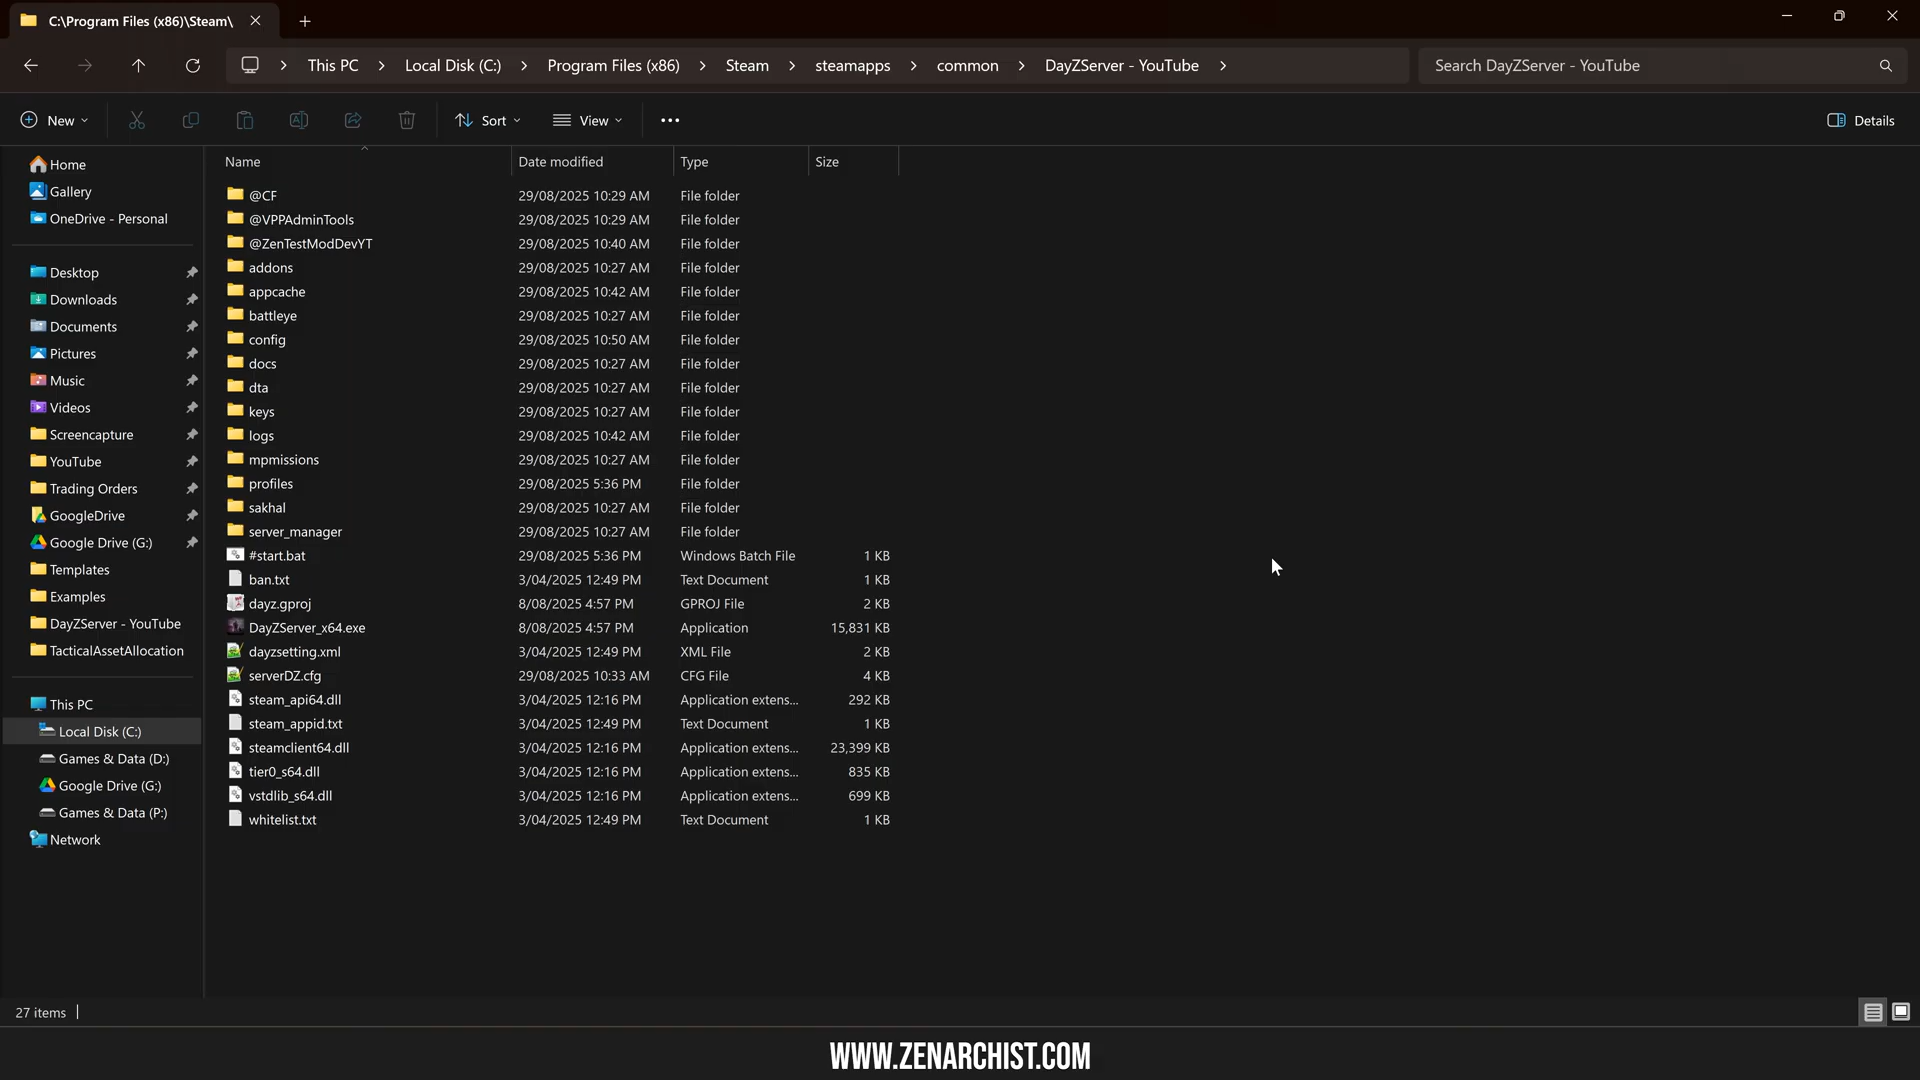 C:\Program Files (x86)\Steam\
This PC > Local Disk (C:) > Program Files (x86) > Steam > steamapps > common > DayZServer - YouTube >
Search DayZServer - YouTube
New Sort View ••• Details
Home
Gallery
OneDrive - Personal
Desktop
Downloads
Documents
Pictures
Music
Videos
Screencapture
YouTube
Trading Orders
GoogleDrive
Google Drive (G:)
Templates
Examples
DayZServer - YouTube
TacticalAssetAllocation
This PC
Local Disk (C:)
Games & Data (D:)
Google Drive (G:)
Games & Data (P:)
Network
Name Date modified Type Size
@CF 29/08/2025 10:29 AM File folder
@VPPAdminTools 29/08/2025 10:29 AM File folder
@ZenTestModDevYT 29/08/2025 10:40 AM File folder
addons 29/08/2025 10:27 AM File folder
appcache 29/08/2025 10:42 AM File folder
battleye 29/08/2025 10:27 AM File folder
config 29/08/2025 10:50 AM File folder
docs 29/08/2025 10:27 AM File folder
dta 29/08/2025 10:27 AM File folder
keys 29/08/2025 10:27 AM File folder
logs 29/08/2025 10:42 AM File folder
mpmissions 29/08/2025 10:27 AM File folder
profiles 29/08/2025 5:36 PM File folder
sakhal 29/08/2025 10:27 AM File folder
server_manager 29/08/2025 10:27 AM File folder
#start.bat 29/08/2025 5:36 PM Windows Batch File 1 KB
ban.txt 3/04/2025 12:49 PM Text Document 1 KB
dayz.gproj 8/08/2025 4:57 PM GPROJ File 2 KB
DayZServer_x64.exe 8/08/2025 4:57 PM Application 15,831 KB
dayzsetting.xml 3/04/2025 12:49 PM XML File 2 KB
serverDZ.cfg 29/08/2025 10:33 AM CFG File 4 KB
steam_api64.dll 3/04/2025 12:16 PM Application extens... 292 KB
steam_appid.txt 3/04/2025 12:49 PM Text Document 1 KB
steamclient64.dll 3/04/2025 12:16 PM Application extens... 23,399 KB
tier0_s64.dll 3/04/2025 12:16 PM Application extens... 835 KB
vstdlib_s64.dll 3/04/2025 12:16 PM Application extens... 699 KB
whitelist.txt 3/04/2025 12:49 PM Text Document 1 KB
27 items
WWW.ZENARCHIST.COM